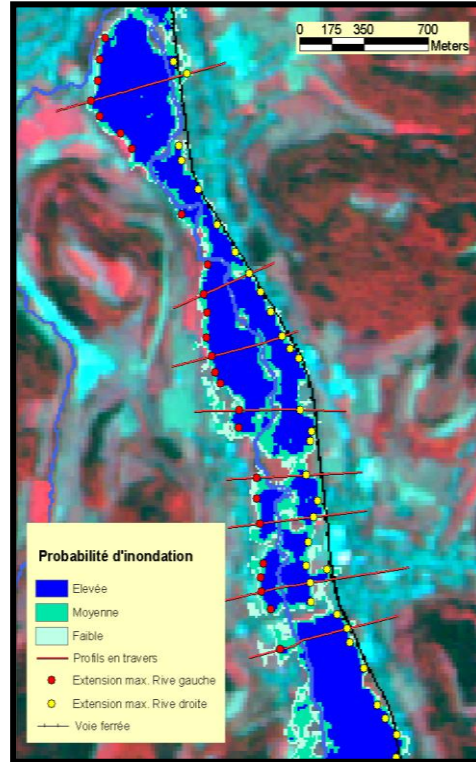 0 175 350 700
Meters
Probabilité d'inondation
Elevée
Moyenne
Faible
Profils en travers
Extension max. Rive gauche
Extension max. Rive droite
Voie ferrée